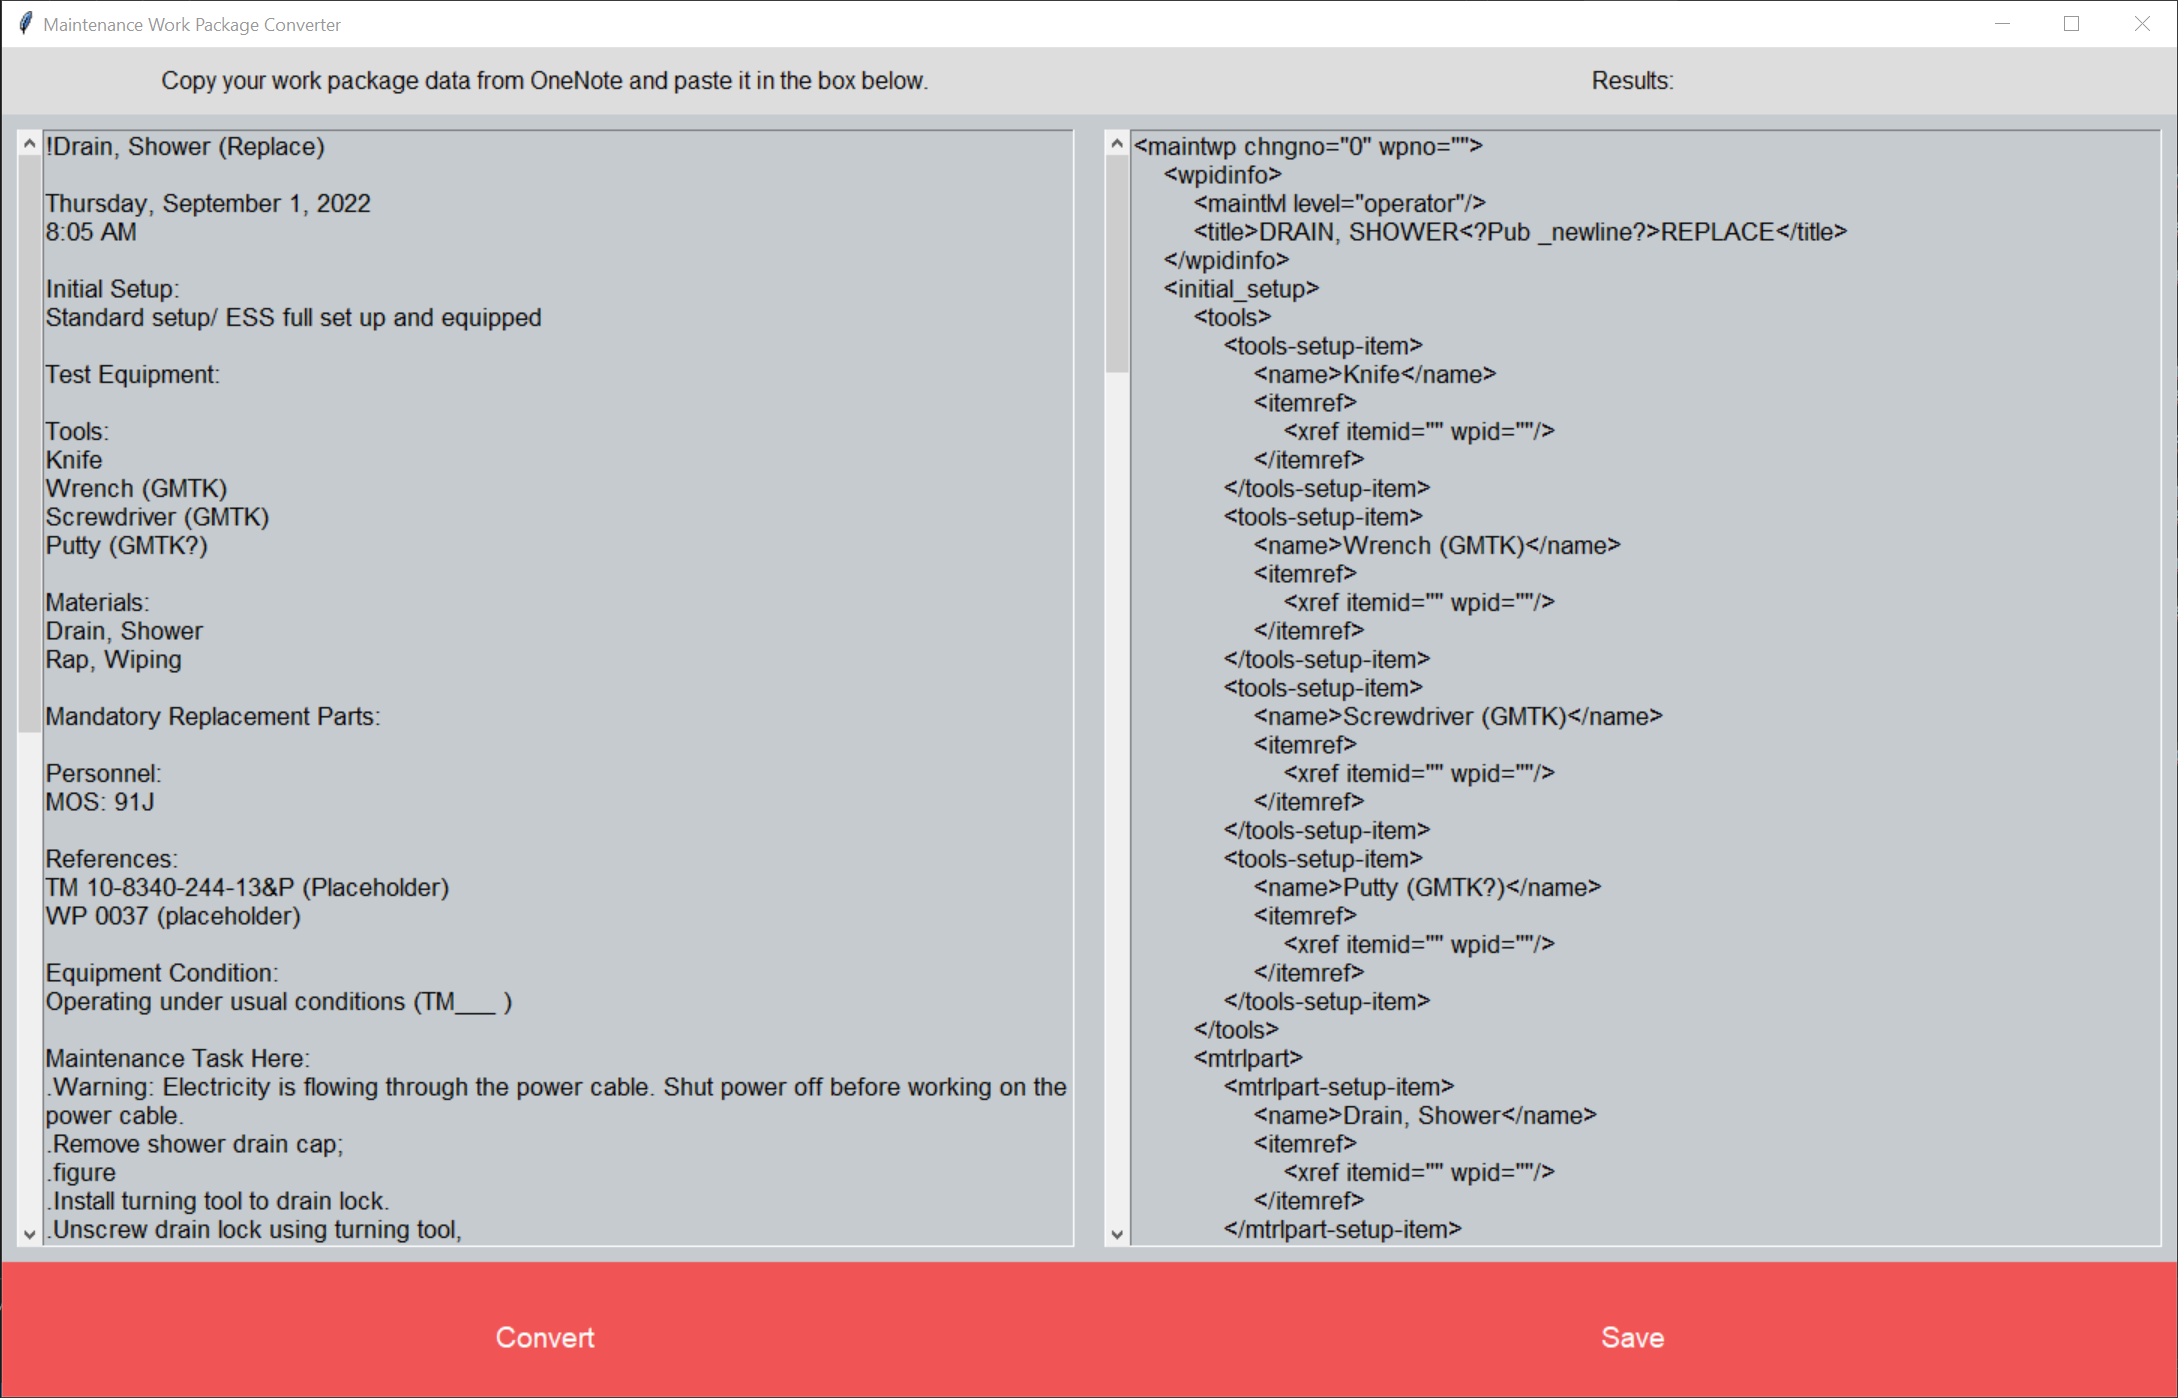 Maintenance Work Package Converter
Copy your work package data from OneNote and paste it in the box below.
Results:
!Drain, Shower (Replace)
Thursday, September 1, 2022
8:05 AM
Initial Setup:
Standard setup/ ESS full set up and equipped
Test Equipment:
Tools:
Knife
Wrench (GMTK)
Screwdriver (GMTK)
Putty (GMTK?)
Materials:
Drain, Shower
Rap, Wiping
Mandatory Replacement Parts:
Personnel:
MOS: 91J
References:
TM 10-8340-244-13&P (Placeholder)
WP 0037 (placeholder)
Equipment Condition:
Operating under usual conditions (TM___ )
Maintenance Task Here:
.Warning: Electricity is flowing through the power cable. Shut power off before working on the
power cable.
.Remove shower drain cap;
.figure
.Install turning tool to drain lock.
.Unscrew drain lock using turning tool,
<maintwp chngno="0" wpno="">
<wpidinfo>
<maintlvl level="operator"/>
<title>DRAIN, SHOWER<?Pub _newline?>REPLACE</title>
</wpidinfo>
<initial_setup>
<tools>
<tools-setup-item>
<name>Knife</name>
<itemref>
<xref itemid="" wpid=""/>
</itemref>
</tools-setup-item>
<tools-setup-item>
<name>Wrench (GMTK)</name>
<itemref>
<xref itemid="" wpid=""/>
</itemref>
</tools-setup-item>
<tools-setup-item>
<name>Screwdriver (GMTK)</name>
<itemref>
<xref itemid="" wpid=""/>
</itemref>
</tools-setup-item>
<tools-setup-item>
<name>Putty (GMTK?)</name>
<itemref>
<xref itemid="" wpid=""/>
</itemref>
</tools-setup-item>
</tools>
<mtrlpart>
<mtrlpart-setup-item>
<name>Drain, Shower</name>
<itemref>
<xref itemid="" wpid=""/>
</itemref>
</mtrlpart-setup-item>
Convert
Save